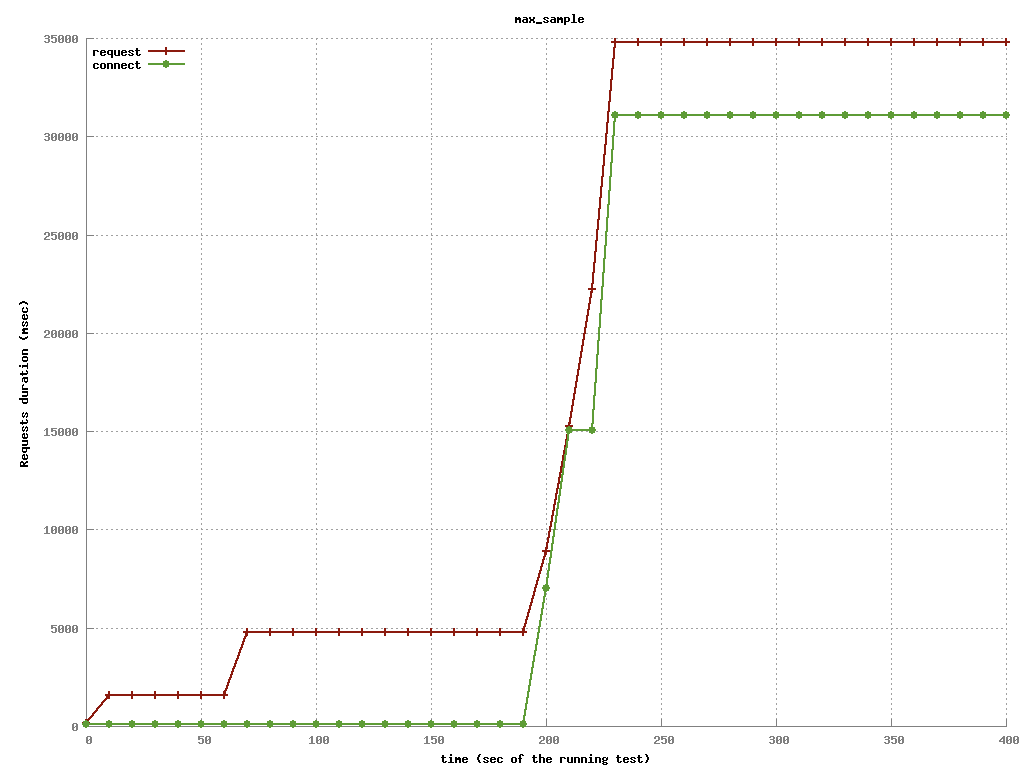 max_sample
request
connect
35000
30000
25000
20000
15000
10000
5000
0
Requests duration (msec)
0 50 100 150 200 250 300 350 400
time (sec of the running test)